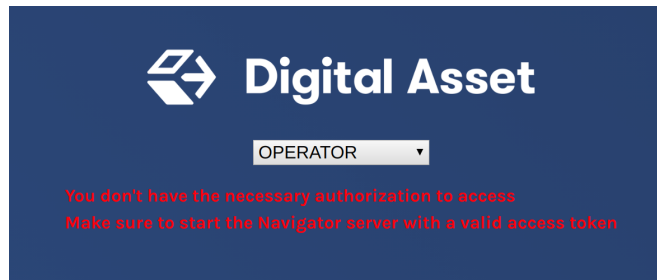 Digital Asset
OPERATOR
You don't have the necessary authorization to access
Make sure to start the Navigator server with a valid access token